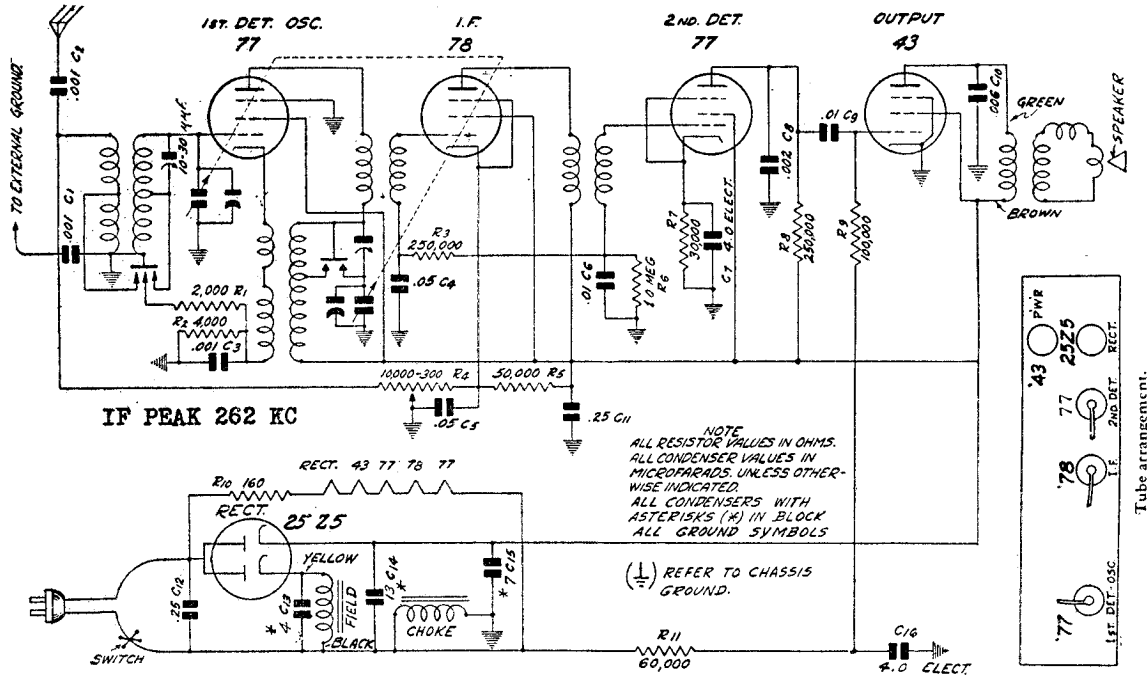 1ST. DET. OSC.
77
I.F.
78
2ND. DET.
77
OUTPUT
43
TO EXTERNAL GROUND.
.001 C2
.001 C1
10-30 MMF.
2,000 R1
R2 4,000
.001 C3
R3
250,000
.05 C4
10,000-300 R4
50,000 R5
.05 C5
.25 C11
.01 C6
1.0 MEG
R6
R7
30000
C7 4.0 ELECT.
.002 C8
R8
250,000
.01 C9
R9
100,000
.006 C10
GREEN
BROWN
SPEAKER
IF PEAK 262 KC
NOTE
ALL RESISTOR VALUES IN OHMS.
ALL CONDENSER VALUES IN
MICROFARADS. UNLESS OTHER-
WISE INDICATED.
ALL CONDENSERS WITH
ASTERISKS (*) IN BLOCK
ALL GROUND SYMBOLS
REFER TO CHASSIS
GROUND.
RECT. 43 77 78 77
R10 160
RECT.
25 Z5
YELLOW
.25 C12
* 4 C13
FIELD
BLACK
13 C14
*
CHOKE
* 7 C15
SWITCH
R11
60,000
C16
4.0 ELECT.
'43 PWR
25Z5 RECT.
77 2ND DET.
'78 I.F.
'77 1ST. DET-OSC
Tube arrangement.